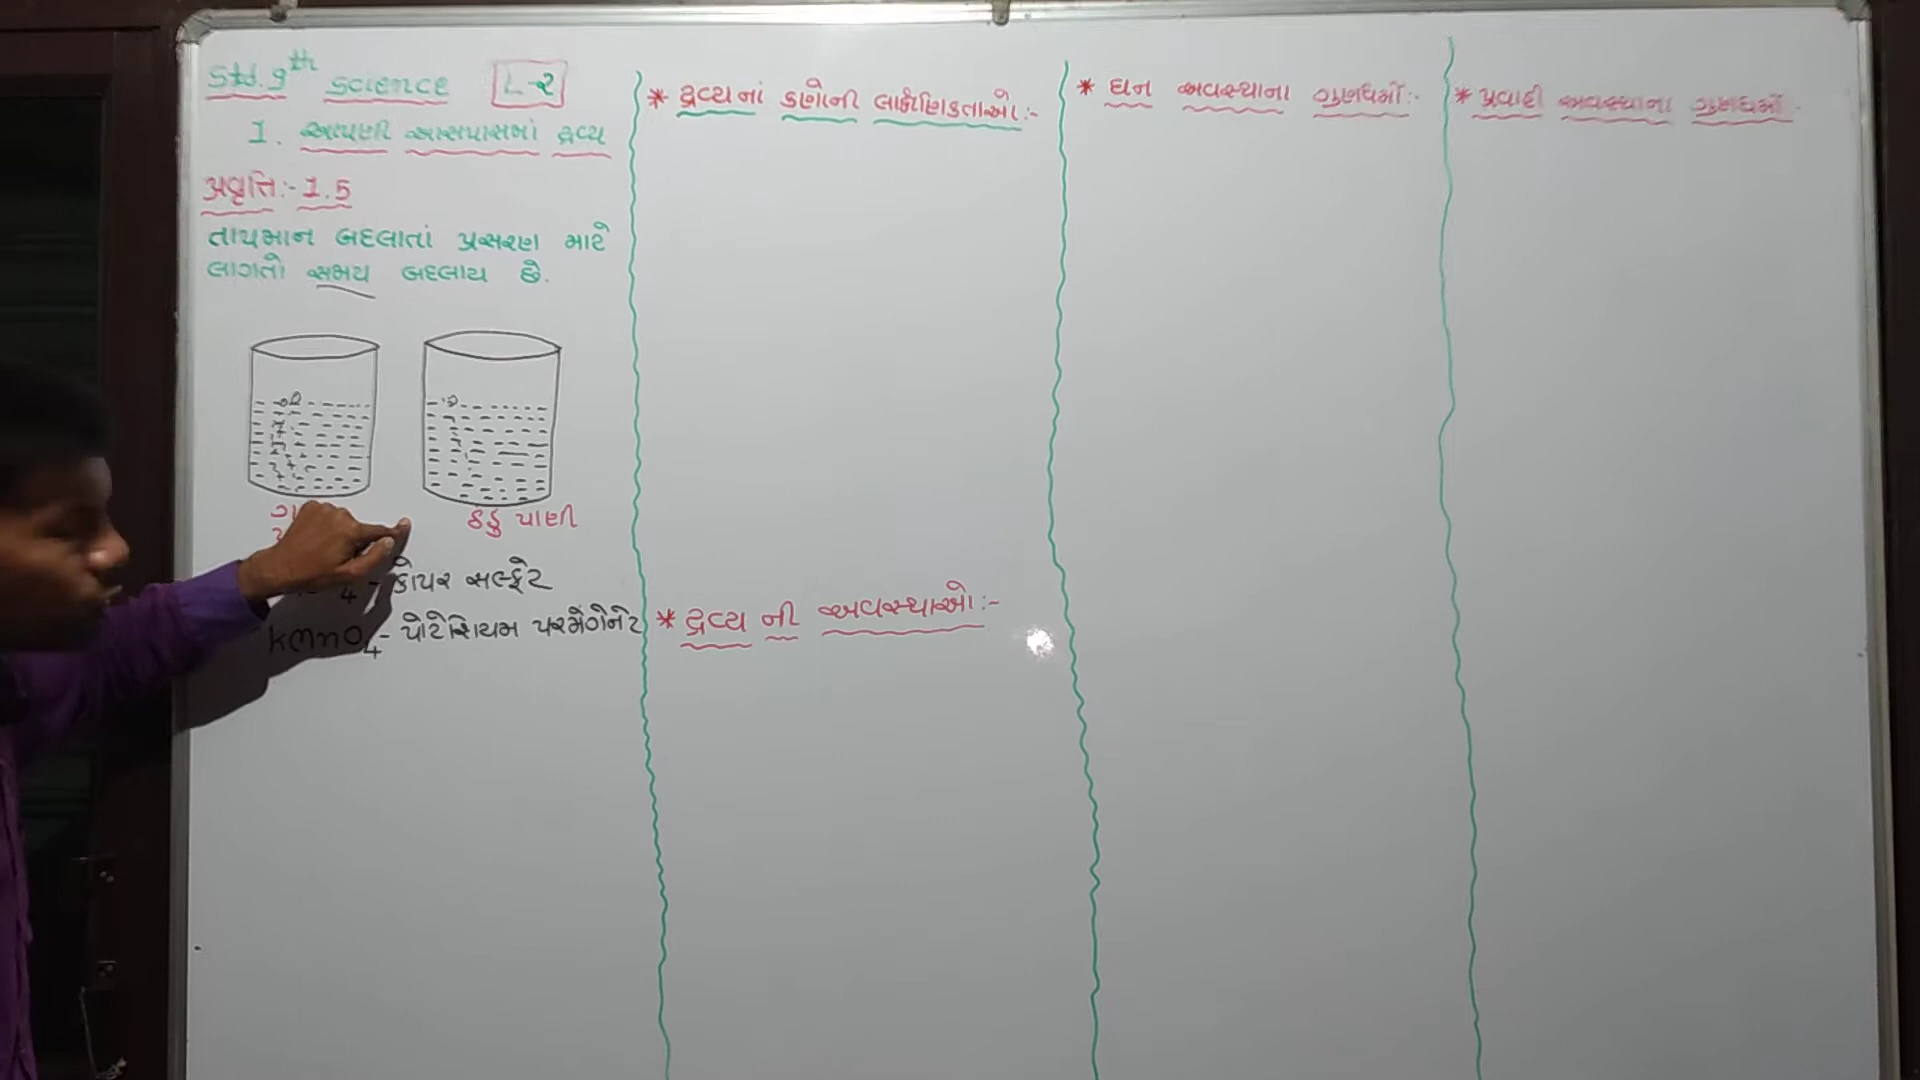 Std. 9th Science L-2
1. આપણી આસપાસમાં દ્રવ્ય
પ્રવૃત્તિ:- 1.5
તાપમાન બદલાતાં પ્રસરણ માટે
લાગતો સમય બદલાય છે.
ઠંડુ પાણી
4 - કોપર સલ્ફેટ
KMnO4 - પોટેશિયમ પરમેંગેનેટ
* દ્રવ્યનાં કણોની લાક્ષણિકતાઓ:-
* દ્રવ્ય ની અવસ્થાઓ:-
* ઘન અવસ્થાના ગુણધર્મો:-
* પ્રવાહી અવસ્થાના ગુણધર્મો -